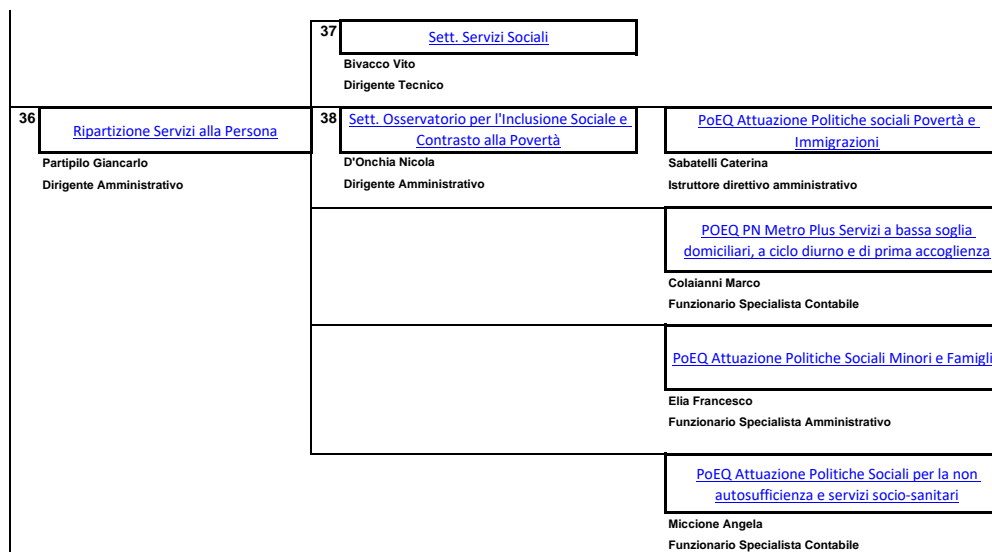 37
Sett. Servizi Sociali
Bivacco Vito
Dirigente Tecnico
36
Ripartizione Servizi alla Persona
Partipilo Giancarlo
Dirigente Amministrativo
38
Sett. Osservatorio per l'Inclusione Sociale e
Contrasto alla Povertà
D'Onchia Nicola
Dirigente Amministrativo
PoEQ Attuazione Politiche sociali Povertà e
Immigrazioni
Sabatelli Caterina
Istruttore direttivo amministrativo
POEQ PN Metro Plus Servizi a bassa soglia
domiciliari, a ciclo diurno e di prima accoglienza
Colaianni Marco
Funzionario Specialista Contabile
PoEQ Attuazione Politiche Sociali Minori e Famigli
Elia Francesco
Funzionario Specialista Amministrativo
PoEQ Attuazione Politiche Sociali per la non
autosufficienza e servizi socio-sanitari
Miccione Angela
Funzionario Specialista Contabile